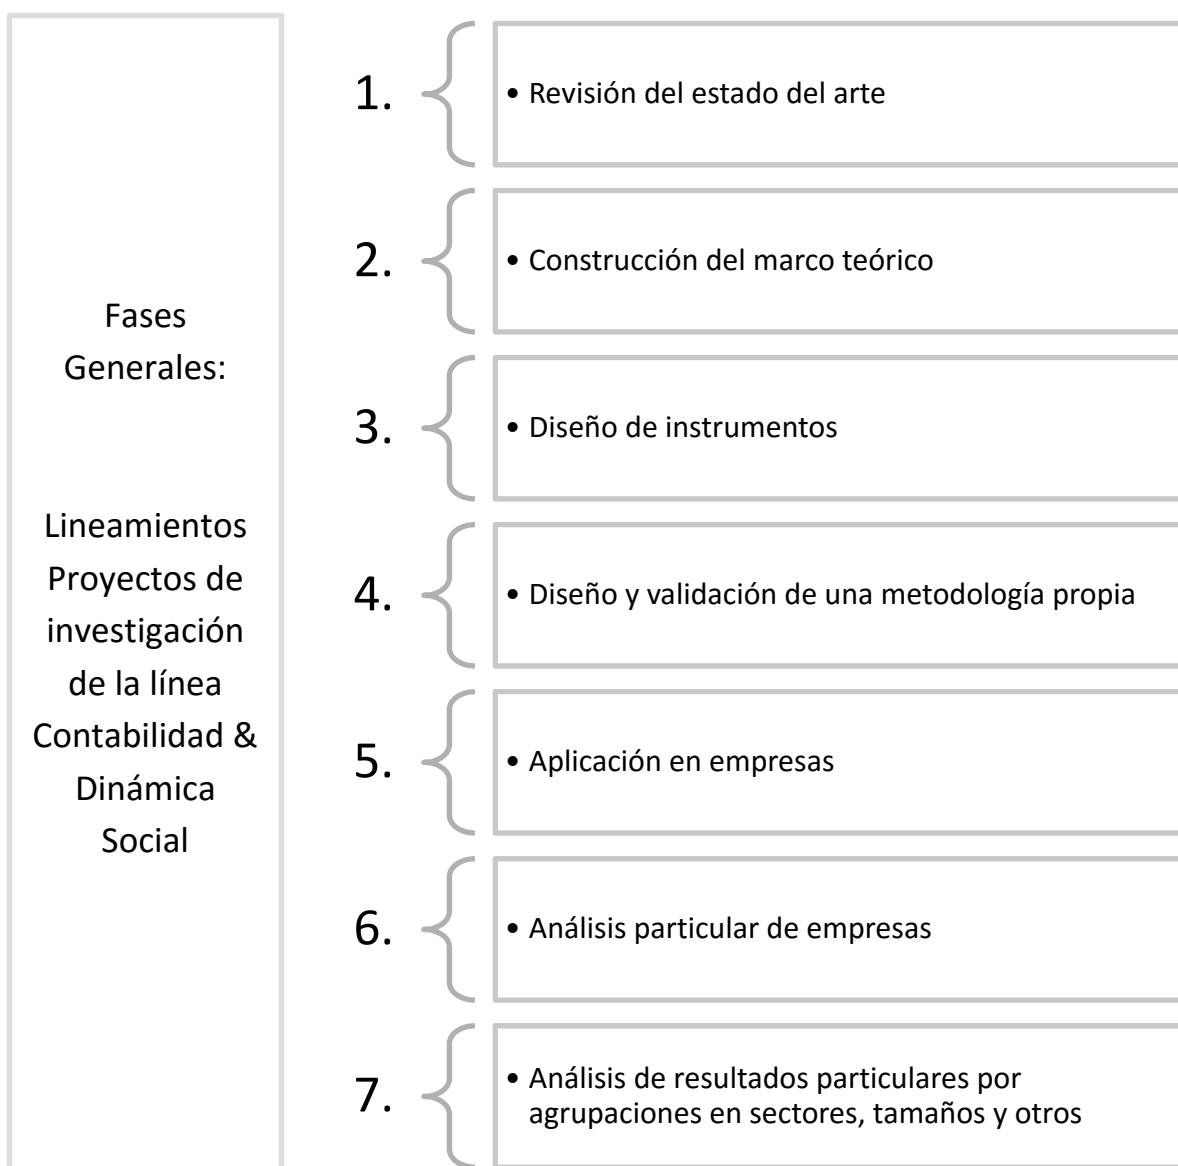 Fases
Generales:
Lineamientos
Proyectos de
investigación
de la línea
Contabilidad &
Dinámica
Social
1.
• Revisión del estado del arte
2.
• Construcción del marco teórico
3.
• Diseño de instrumentos
4.
• Diseño y validación de una metodología propia
5.
• Aplicación en empresas
6.
• Análisis particular de empresas
7.
• Análisis de resultados particulares por
agrupaciones en sectores, tamaños y otros